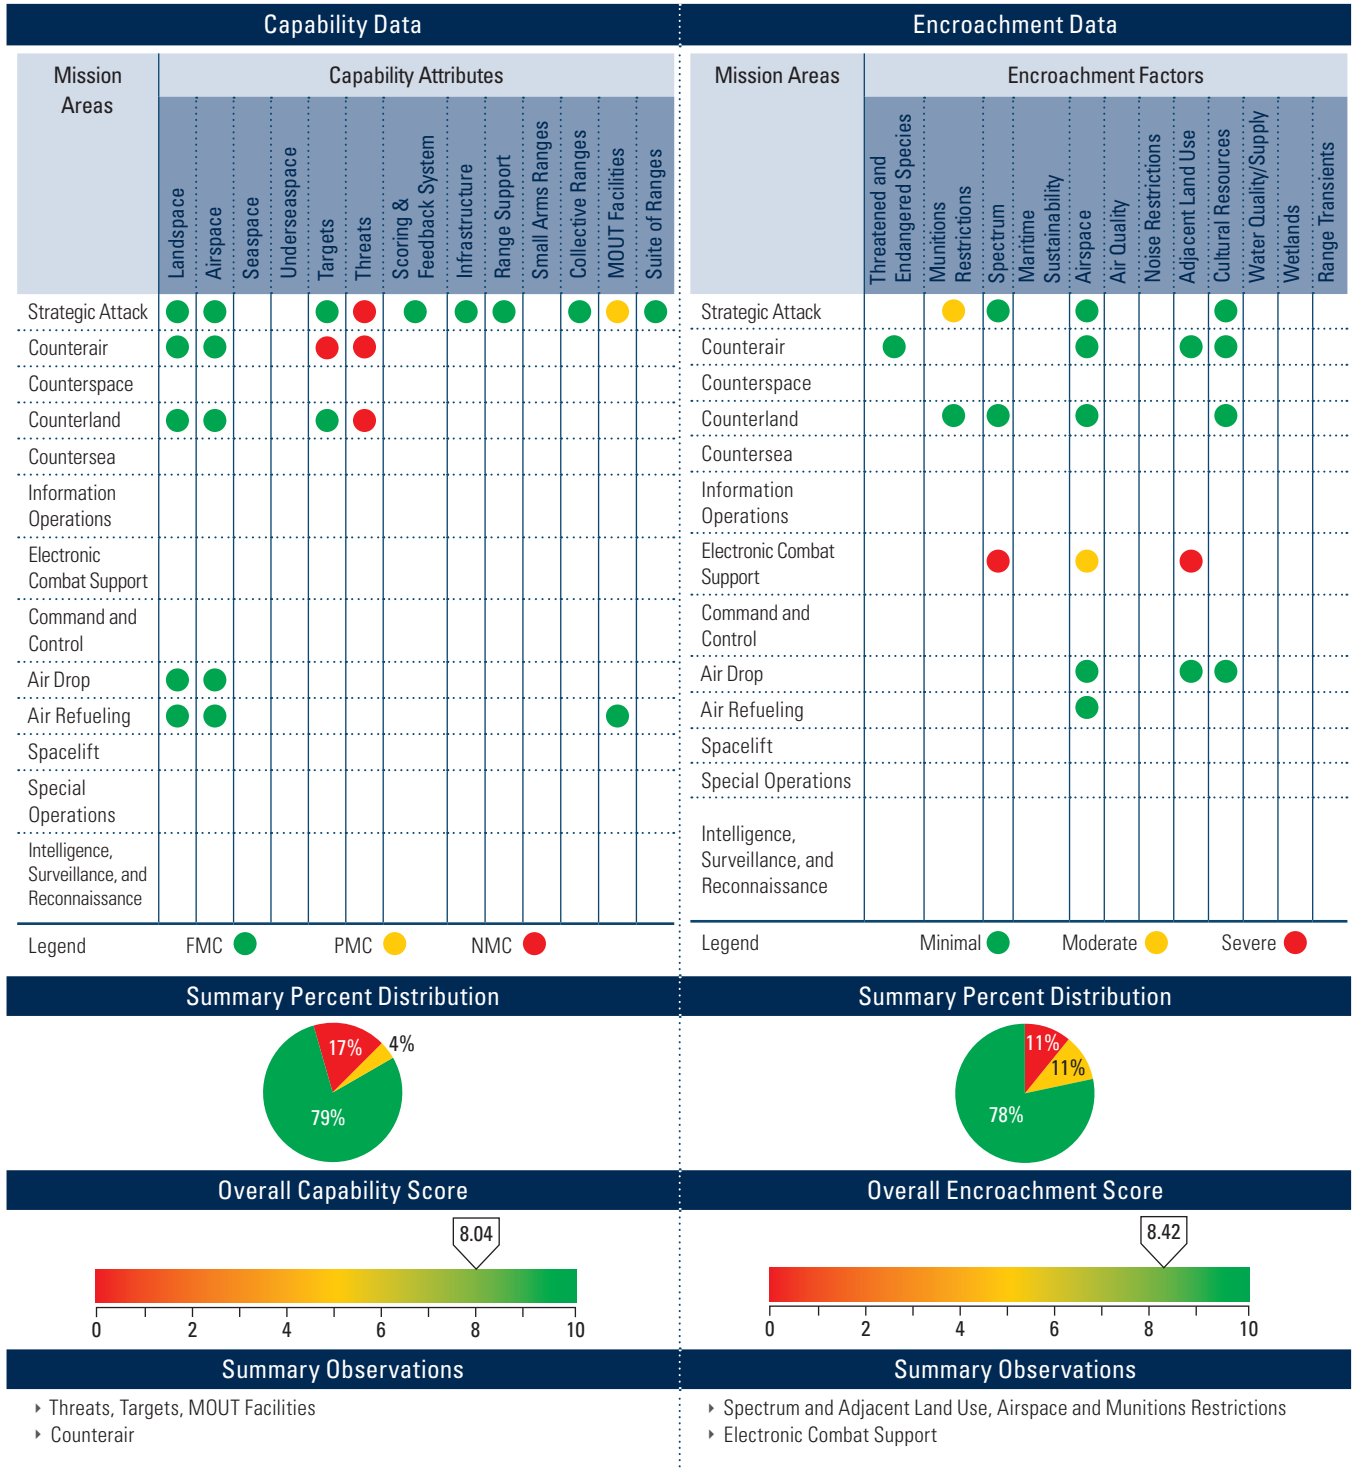 Capability Data
Mission
Areas
Capability Attributes
Landspace
Airspace
Seaspace
Underseaspace
Targets
Threats
Scoring &
Feedback System
Infrastructure
Range Support
Small Arms Ranges
Collective Ranges
MOUT Facilities
Suite of Ranges
Strategic Attack
Counterair
Counterspace
Counterland
Countersea
Information
Operations
Electronic
Combat Support
Command and
Control
Air Drop
Air Refueling
Spacelift
Special
Operations
Intelligence,
Surveillance, and
Reconnaissance
Legend
FMC
PMC
NMC
Summary Percent Distribution
17%
4%
79%
Overall Capability Score
8.04
0
2
4
6
8
10
Summary Observations
‣ Threats, Targets, MOUT Facilities
‣ Counterair
Encroachment Data
Mission Areas
Encroachment Factors
Threatened and
Endangered Species
Munitions
Restrictions
Spectrum
Maritime
Sustainability
Airspace
Air Quality
Noise Restrictions
Adjacent Land Use
Cultural Resources
Water Quality/Supply
Wetlands
Range Transients
Strategic Attack
Counterair
Counterspace
Counterland
Countersea
Information
Operations
Electronic Combat
Support
Command and
Control
Air Drop
Air Refueling
Spacelift
Special Operations
Intelligence,
Surveillance, and
Reconnaissance
Legend
Minimal
Moderate
Severe
Summary Percent Distribution
11%
11%
78%
Overall Encroachment Score
8.42
0
2
4
6
8
10
Summary Observations
‣ Spectrum and Adjacent Land Use, Airspace and Munitions Restrictions
‣ Electronic Combat Support